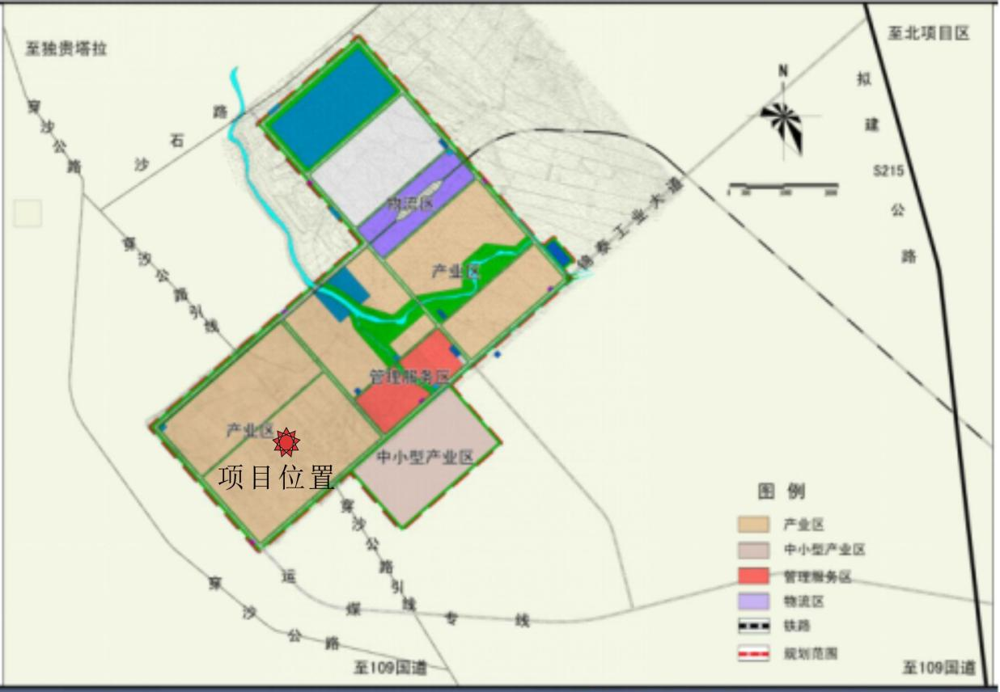 至独贵塔拉
至北项目区
N
拟建S215公路
穿沙公路
沙石路
锦泰工业大道
物流区
穿沙公路引线
产业区
管理服务区
产业区
中小型产业区
项目位置
图 例
产业区
中小型产业区
管理服务区
物流区
铁路
规划范围
穿沙公路引线
运煤专线
穿沙公路
至109国道
至109国道